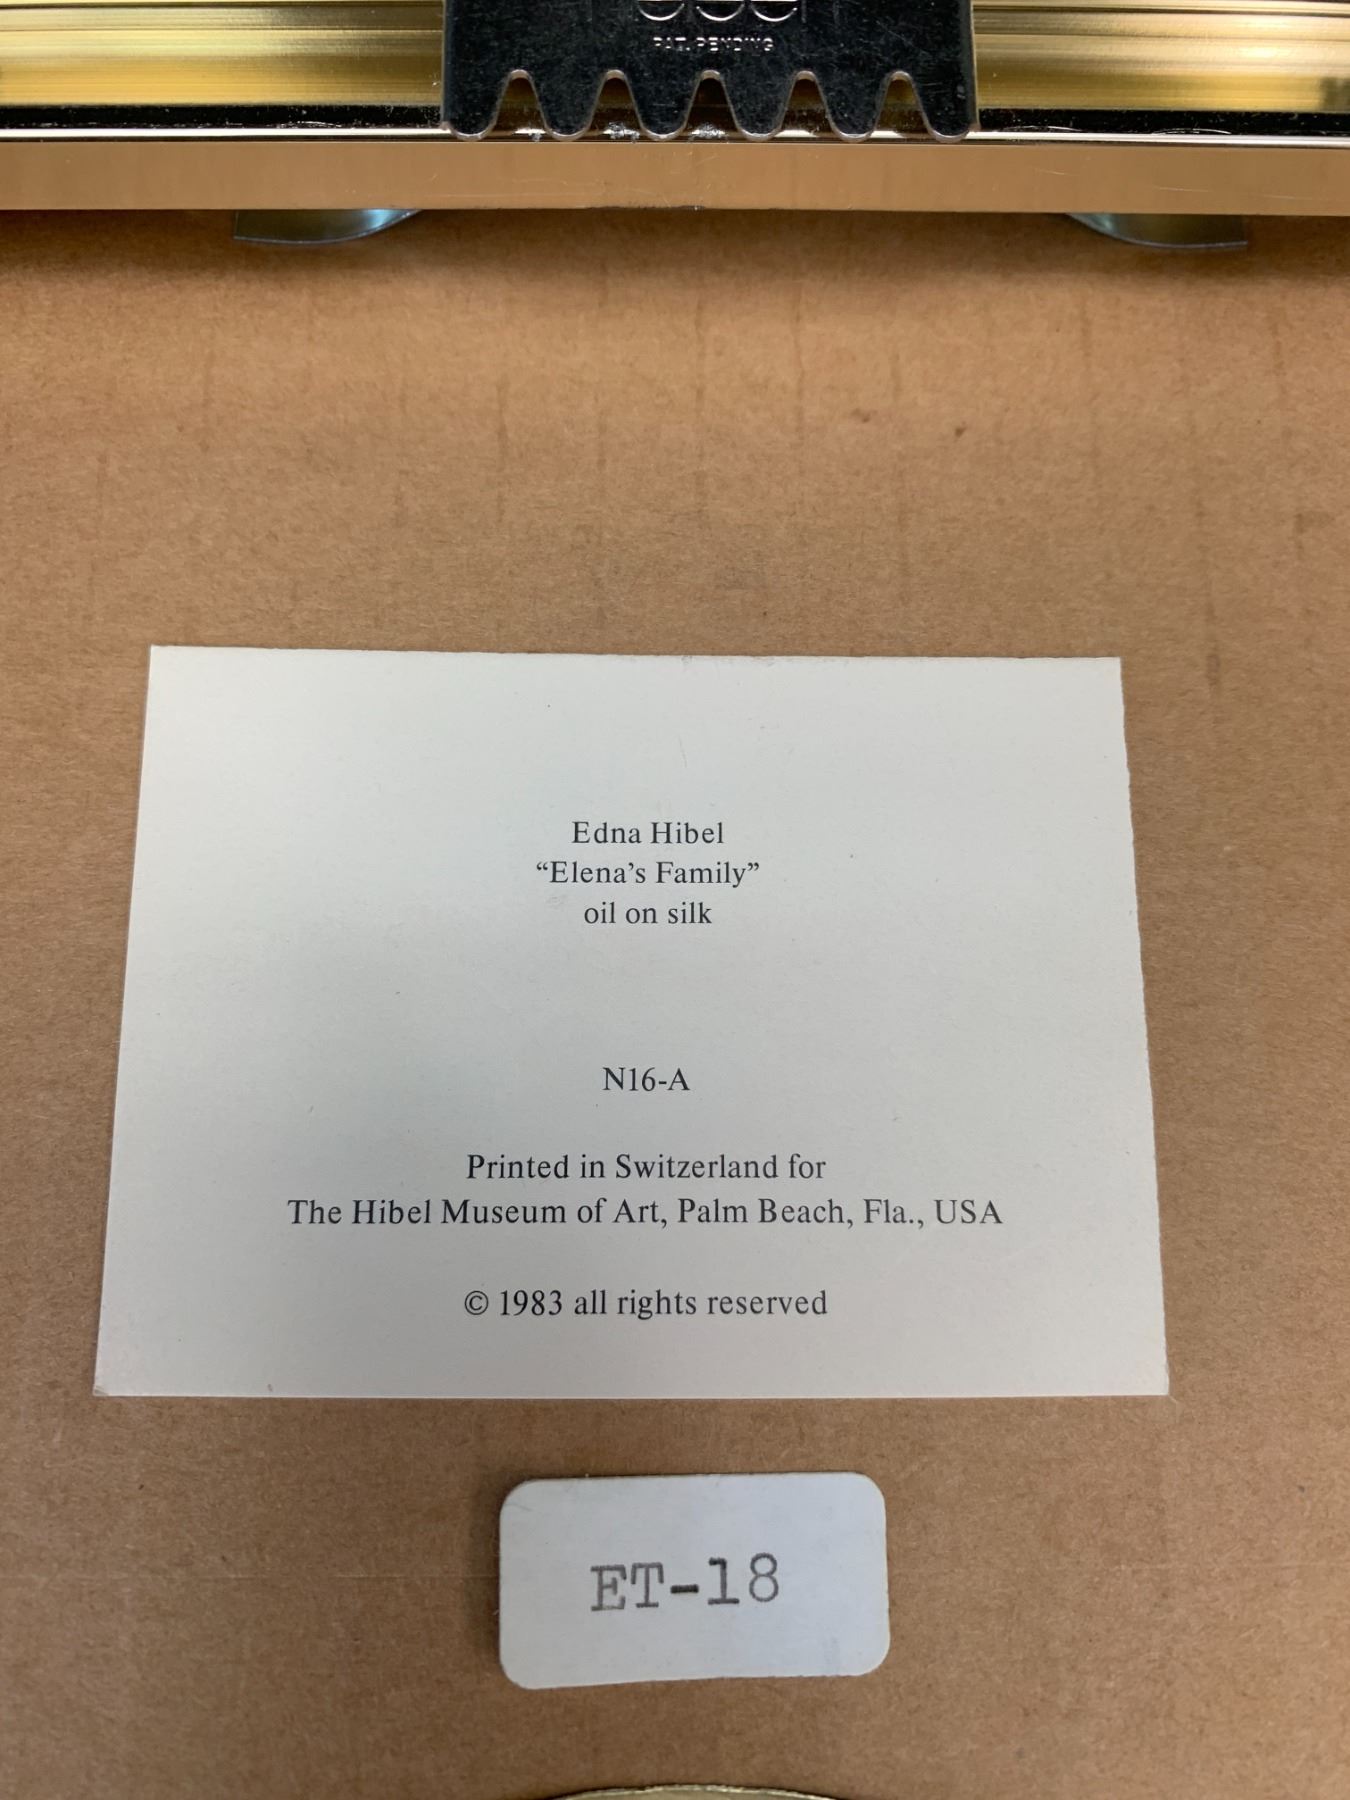 PAT. PENDING
Edna Hibel
“Elena’s Family”
oil on silk
N16-A
Printed in Switzerland for
The Hibel Museum of Art, Palm Beach, Fla., USA
© 1983 all rights reserved
ET-18